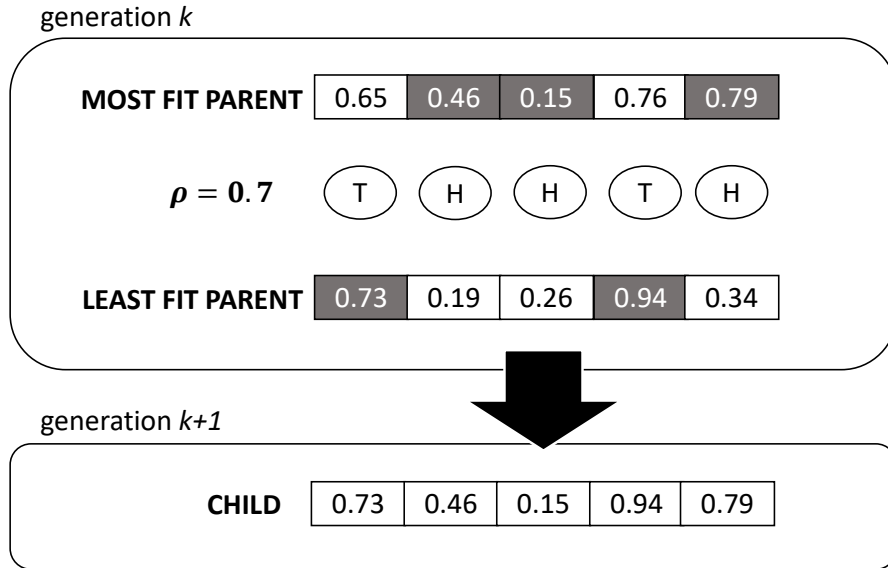 generation k
MOST FIT PARENT 0.65 0.46 0.15 0.76 0.79
ρ = 0.7 T H H T H
LEAST FIT PARENT 0.73 0.19 0.26 0.94 0.34
generation k+1
CHILD 0.73 0.46 0.15 0.94 0.79